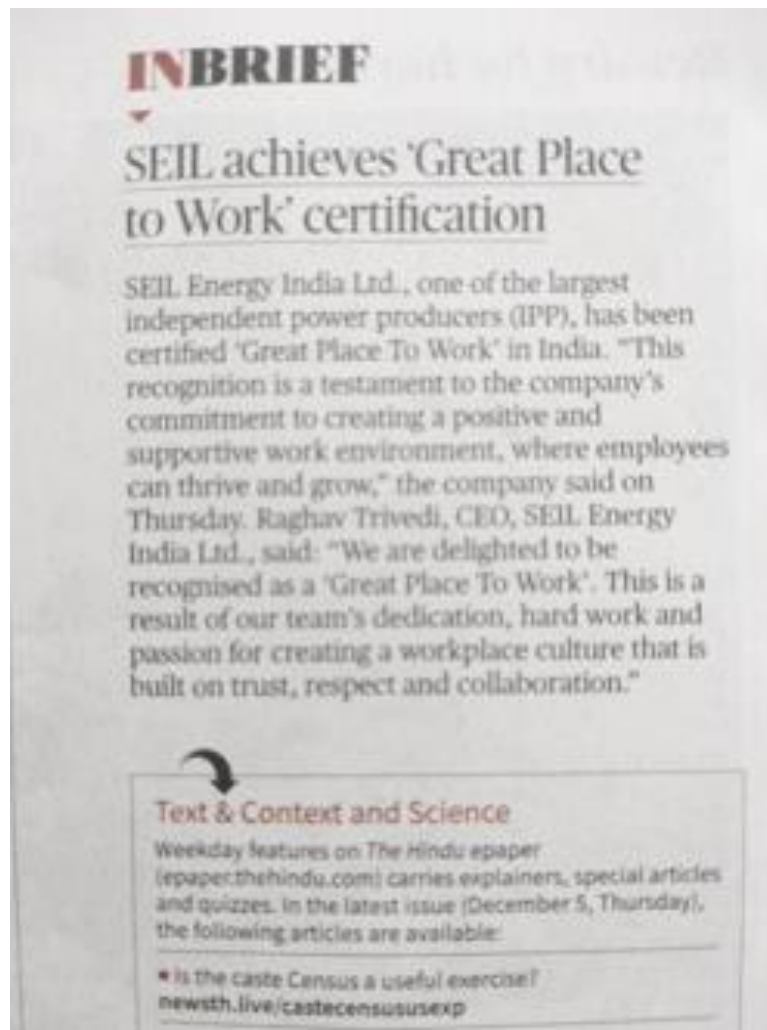 INBRIEF
SEIL achieves ‘Great Place
to Work’ certification
SEIL Energy India Ltd., one of the largest
independent power producers (IPP), has been
certified ‘Great Place To Work’ in India. “This
recognition is a testament to the company’s
commitment to creating a positive and
supportive work environment, where employees
can thrive and grow,” the company said on
Thursday. Raghav Trivedi, CEO, SEIL Energy
India Ltd., said: “We are delighted to be
recognised as a ‘Great Place To Work’. This is a
result of our team’s dedication, hard work and
passion for creating a workplace culture that is
built on trust, respect and collaboration.”
Text & Context and Science
Weekday features on The Hindu epaper
(epaper.thehindu.com) carries explainers, special articles
and quizzes. In the latest issue (December 5, Thursday),
the following articles are available:
• Is the caste Census a useful exercise?
newsth.live/castecensususexp